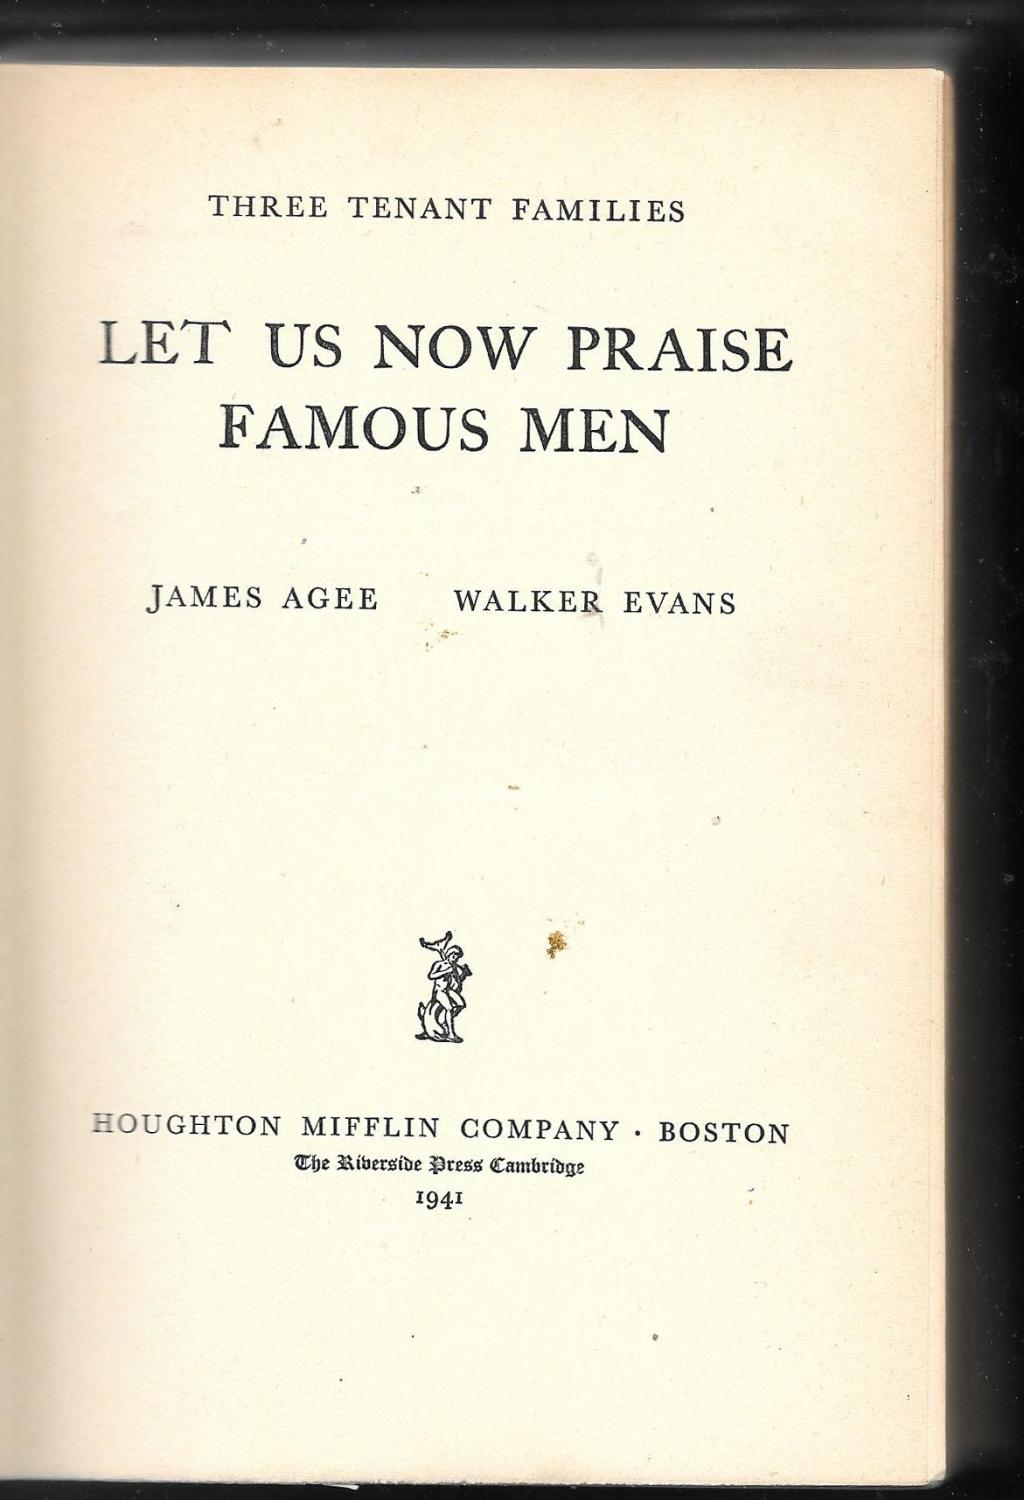 THREE TENANT FAMILIES
LET US NOW PRAISE
FAMOUS MEN
JAMES AGEE WALKER EVANS
HOUGHTON MIFFLIN COMPANY · BOSTON
The Riverside Press Cambridge
1941